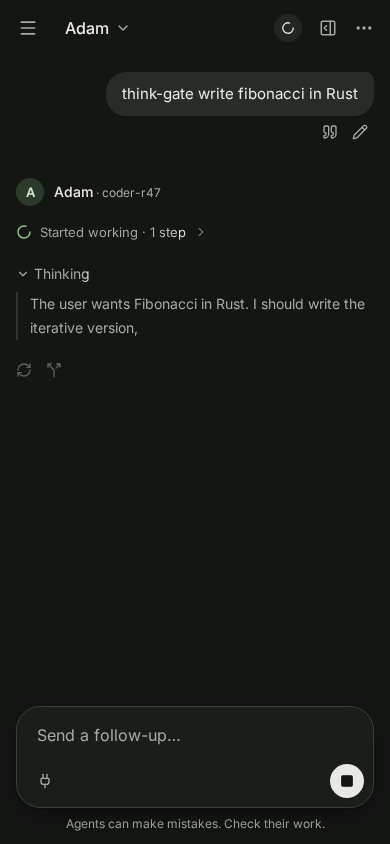 Adam
think-gate write fibonacci in Rust
A
Adam · coder-r47
Started working · 1 step
Thinking
The user wants Fibonacci in Rust. I should write the
iterative version,
Send a follow-up...
Agents can make mistakes. Check their work.